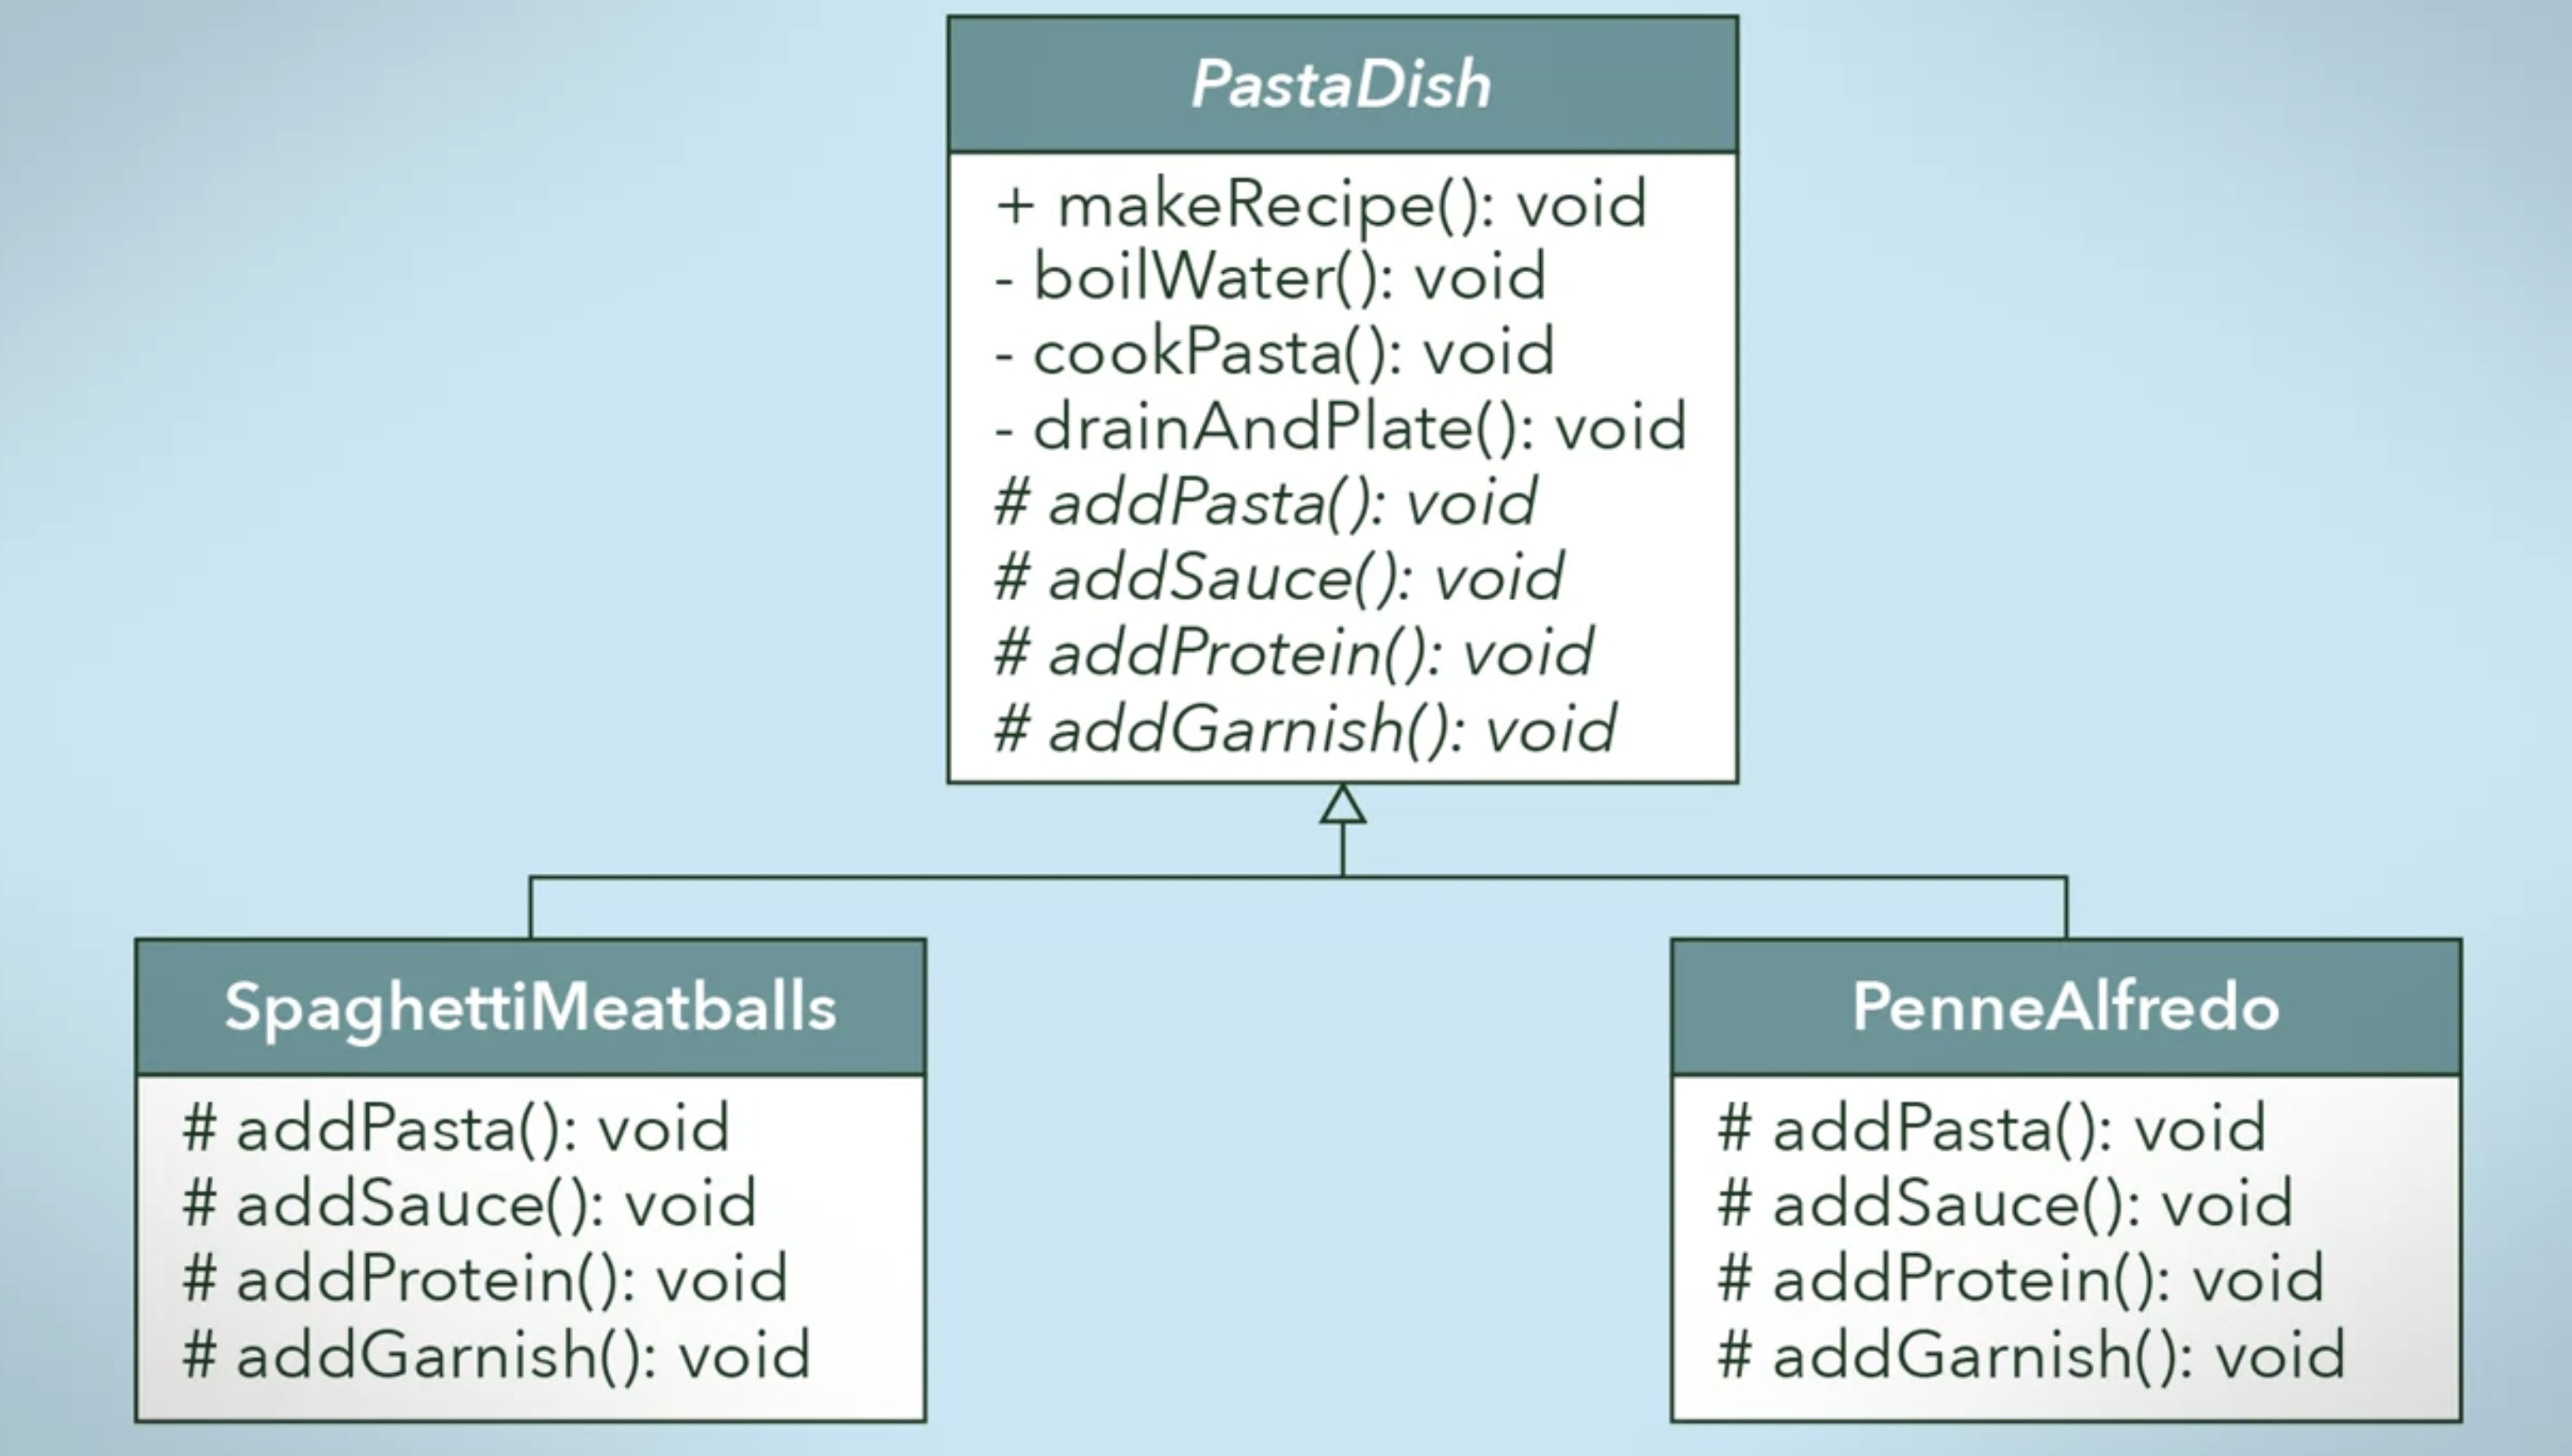 PastaDish
+ makeRecipe(): void
- boilWater(): void
- cookPasta(): void
- drainAndPlate(): void
# addPasta(): void
# addSauce(): void
# addProtein(): void
# addGarnish(): void
SpaghettiMeatballs
# addPasta(): void
# addSauce(): void
# addProtein(): void
# addGarnish(): void
PenneAlfredo
# addPasta(): void
# addSauce(): void
# addProtein(): void
# addGarnish(): void